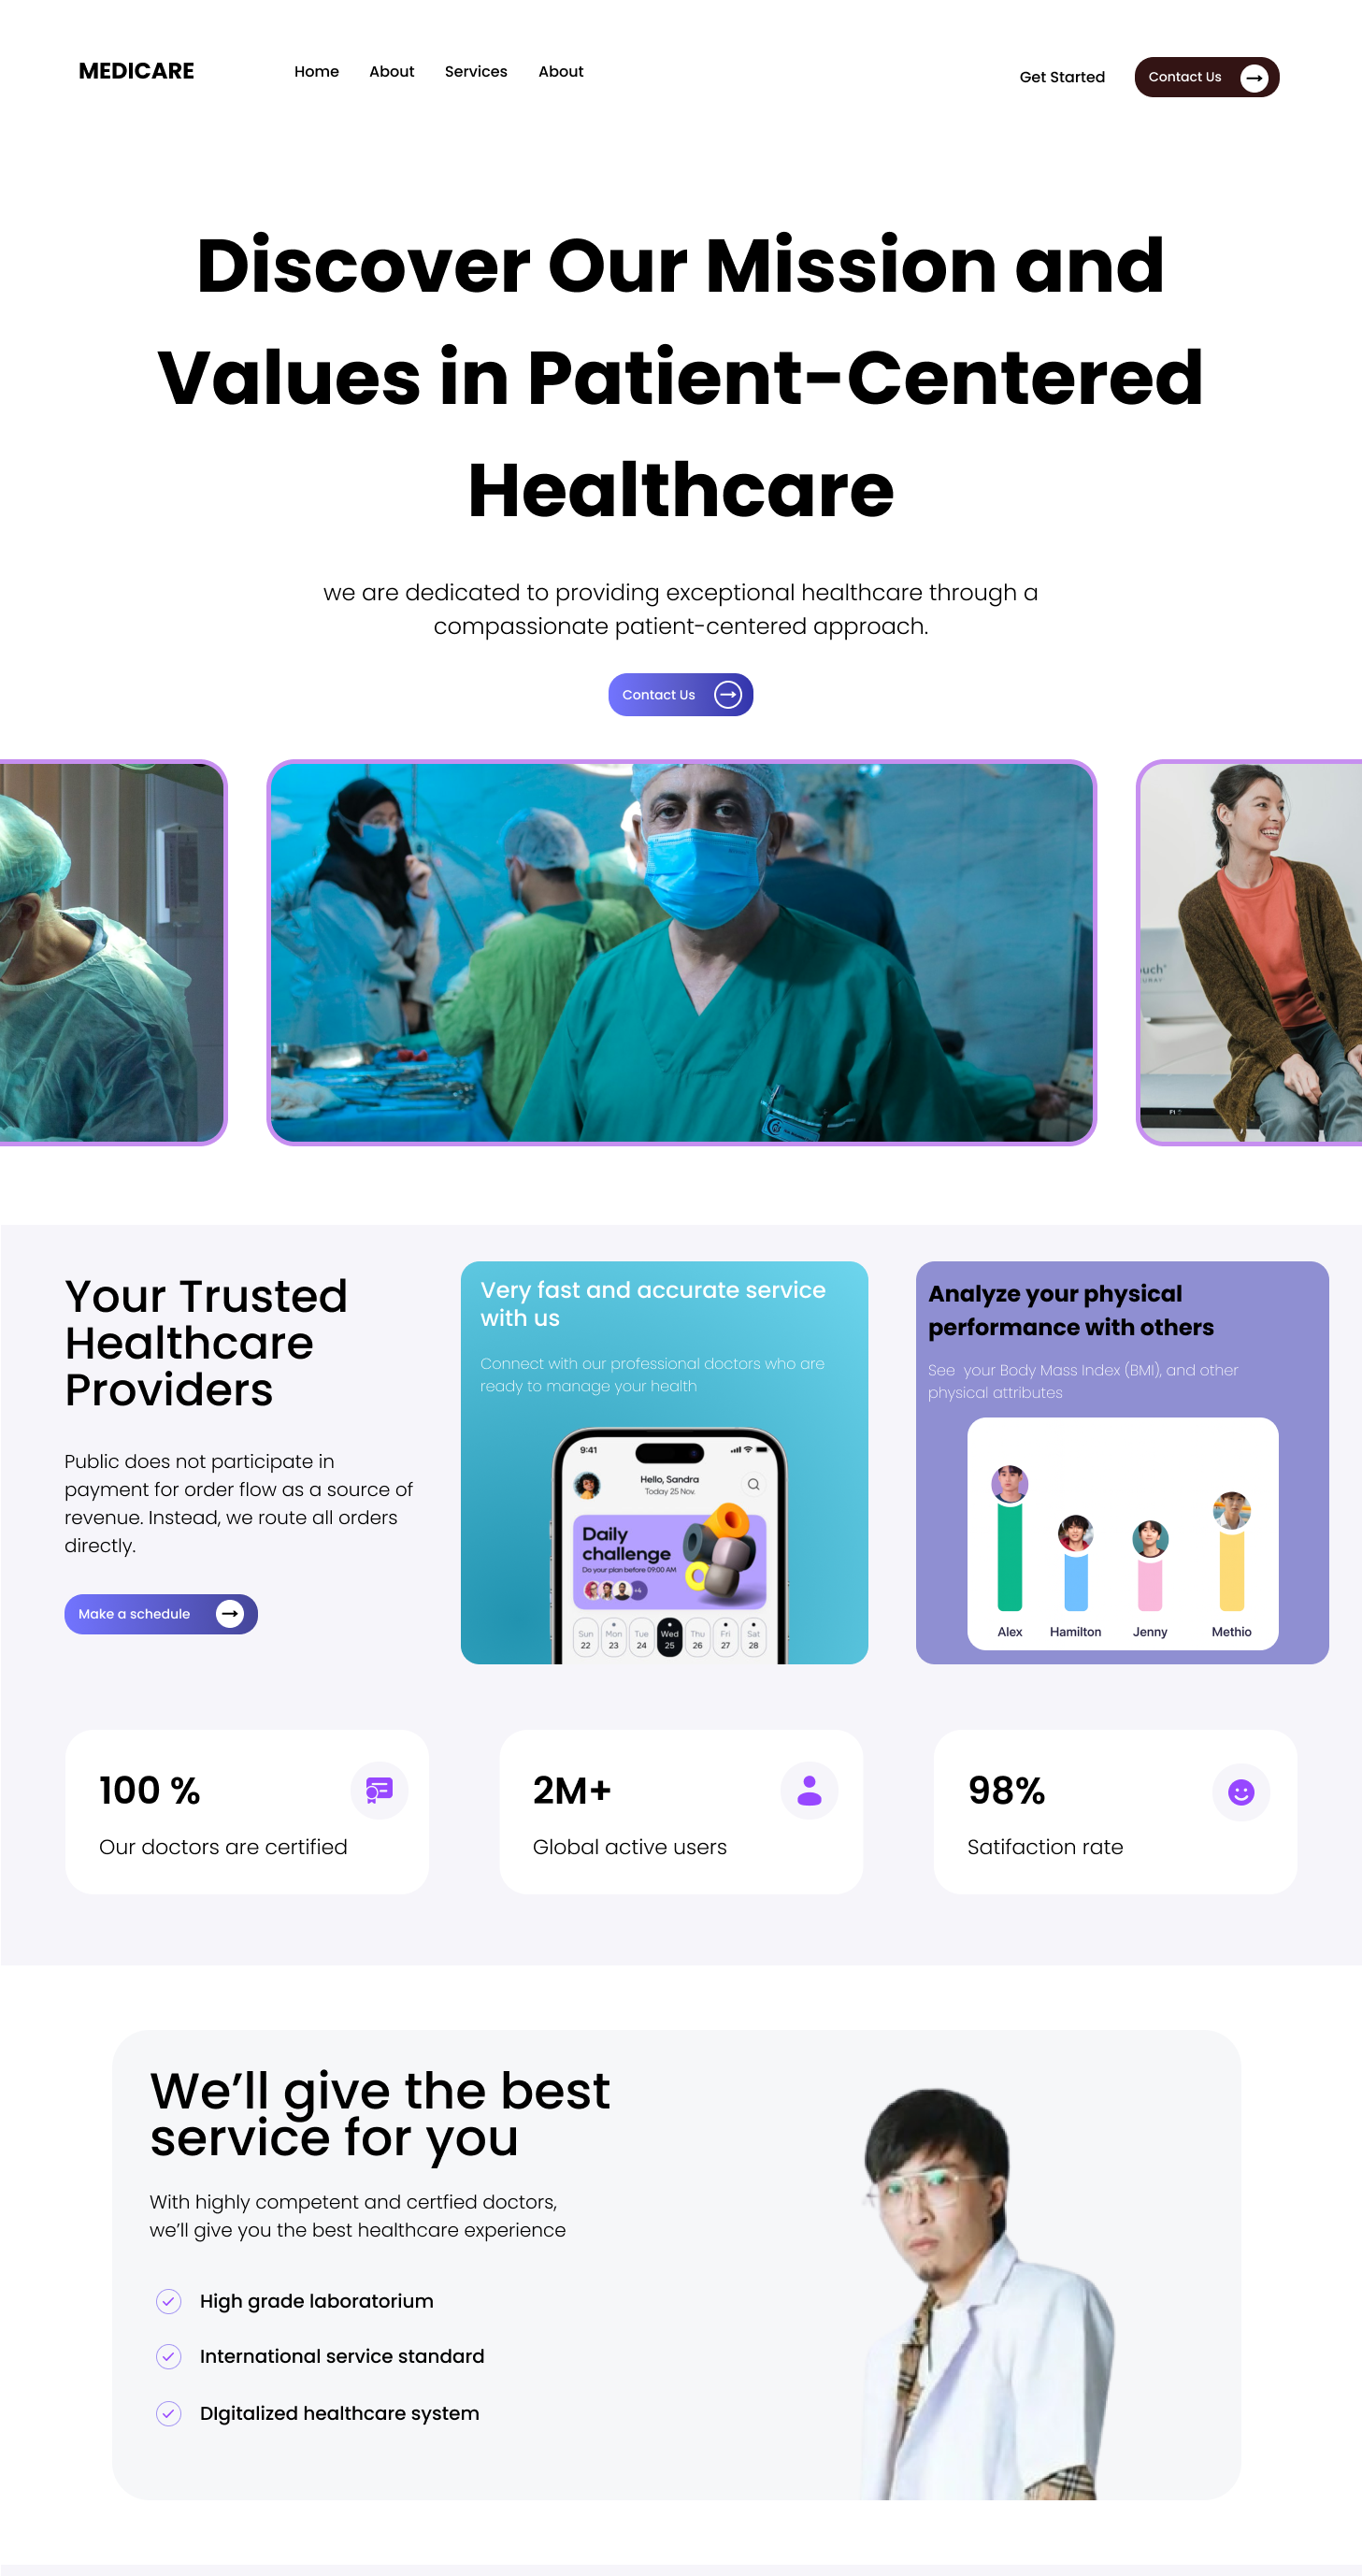 MEDICARE
Home About Services About
Get Started
Contact Us
Discover Our Mission and
Values in Patient-Centered
Healthcare
we are dedicated to providing exceptional healthcare through a
compassionate patient-centered approach.
Contact Us
Your Trusted
Healthcare
Providers
Public does not participate in
payment for order flow as a source of
revenue. Instead, we route all orders
directly.
Make a schedule
Very fast and accurate service
with us
Connect with our professional doctors who are
ready to manage your health
9:41
Hello, Sandra
Today 25 Nov.
Daily
challenge
Do your plan before 09:00 AM
+4
Sun Mon Tue Wed Thu Fri Sat
22 23 24 25 26 27 28
Analyze your physical
performance with others
See your Body Mass Index (BMI), and other
physical attributes
Alex Hamilton Jenny Methio
100 %
Our doctors are certified
2M+
Global active users
98%
Satifaction rate
We’ll give the best
service for you
With highly competent and certfied doctors,
we’ll give you the best healthcare experience
High grade laboratorium
International service standard
DIgitalized healthcare system